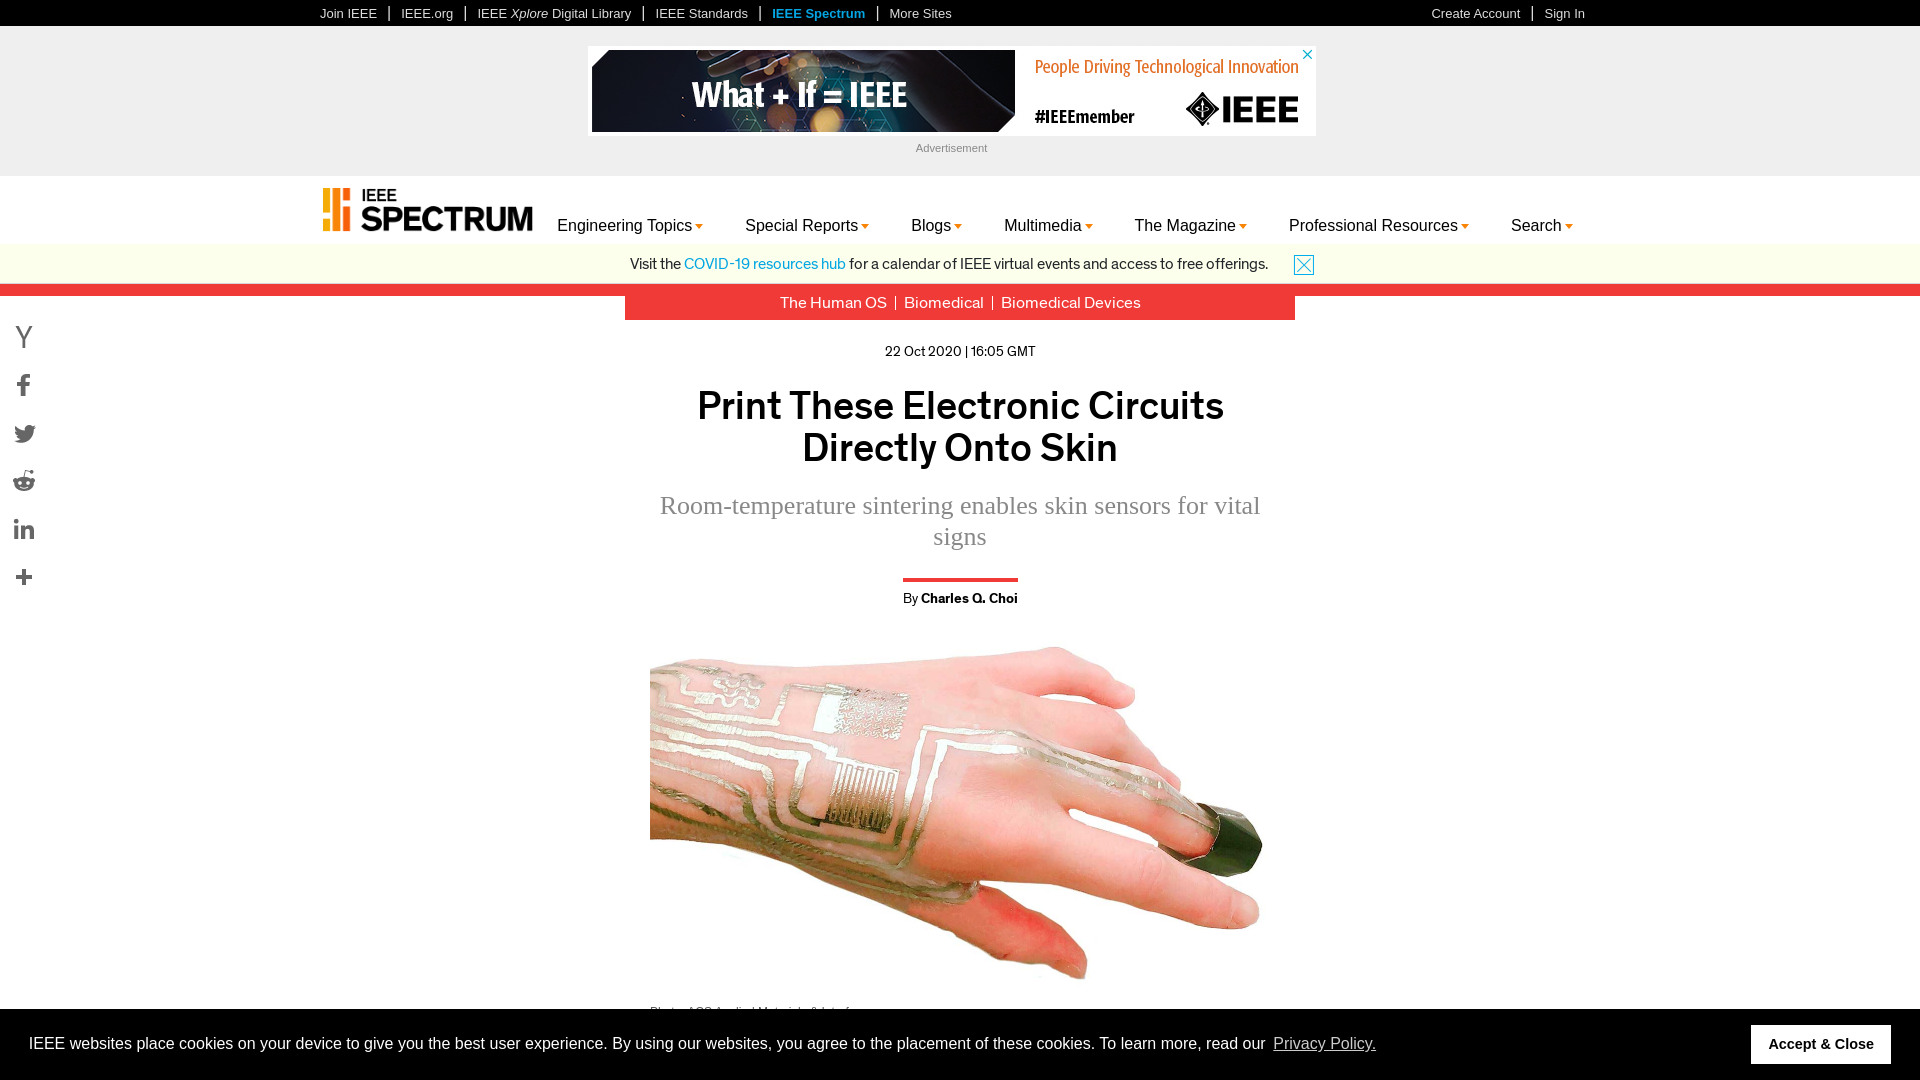 Join IEEE | IEEE.org | IEEE Xplore Digital Library | IEEE Standards | IEEE Spectrum | More Sites
Create Account | Sign In
What + If = IEEE
People Driving Technological Innovation
#IEEEmember
IEEE
Advertisement
IEEE
SPECTRUM
Engineering Topics
Special Reports
Blogs
Multimedia
The Magazine
Professional Resources
Search
Visit the COVID-19 resources hub for a calendar of IEEE virtual events and access to free offerings.
The Human OS | Biomedical | Biomedical Devices
22 Oct 2020 | 16:05 GMT
Print These Electronic Circuits
Directly Onto Skin
Room-temperature sintering enables skin sensors for vital
signs
By Charles Q. Choi
IEEE websites place cookies on your device to give you the best user experience. By using our websites, you agree to the placement of these cookies. To learn more, read our Privacy Policy.
Accept & Close